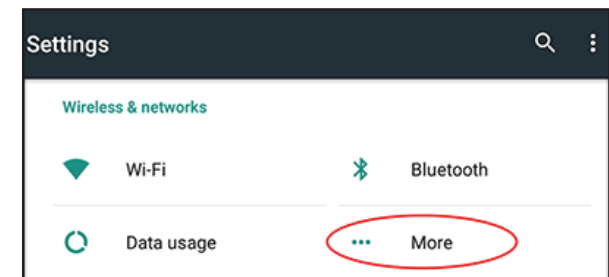 Settings
Wireless & networks
Wi-Fi
Bluetooth
Data usage
More